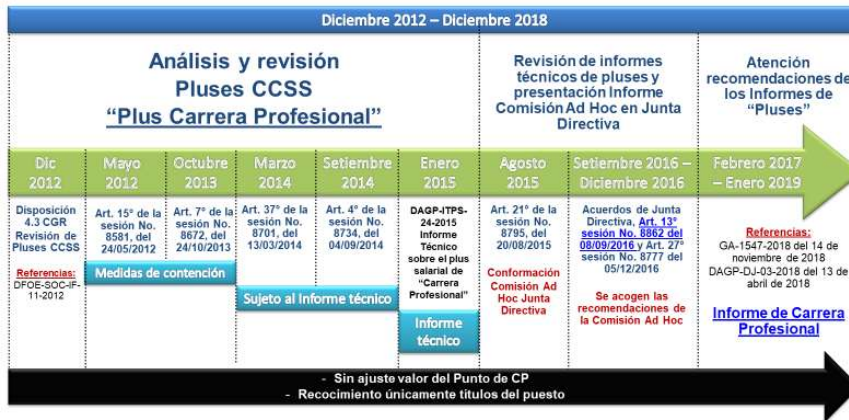 Diciembre 2012 – Diciembre 2018
Análisis y revisión
Pluses CCSS
“Plus Carrera Profesional”
Revisión de informes
técnicos de pluses y
presentación Informe
Comisión Ad Hoc en Junta
Directiva
Atención
recomendaciones de
los Informes de
“Pluses”
Dic
2012
Mayo
2012
Octubre
2013
Marzo
2014
Setiembre
2014
Enero
2015
Agosto
2015
Setiembre 2016 –
Diciembre 2016
Febrero 2017
– Enero 2019
Disposición
4.3 CGR
Revisión de
Pluses CCSS
Referencias:
DFOE-SOC-IF-
11-2012
Art. 15° de la
sesión No.
8581, del
24/05/2012
Art. 7° de la
sesión No.
8672, del
24/10/2013
Medidas de contención
Art. 37° de la
sesión No.
8701, del
13/03/2014
Art. 4° de la
sesión No.
8734, del
04/09/2014
Sujeto al Informe técnico
DAGP-ITPS-
24-2015
Informe
Técnico
sobre el plus
salarial de
“Carrera
Profesional”
Informe
técnico
Art. 21° de la
sesión No.
8795, del
20/08/2015
Conformación
Comisión Ad
Hoc Junta
Directiva
Acuerdos de Junta
Directiva, Art. 13°
sesión No. 8862 del
08/09/2016 y Art. 27°
sesión No. 8777 del
05/12/2016
Se acogen las
recomendaciones de
la Comisión Ad Hoc
Referencias:
GA-1547-2018 del 14 de
noviembre de 2018
DAGP-DJ-03-2018 del 13 de
abril de 2018
Informe de Carrera
Profesional
- Sin ajuste valor del Punto de CP
- Recocimiento únicamente títulos del puesto